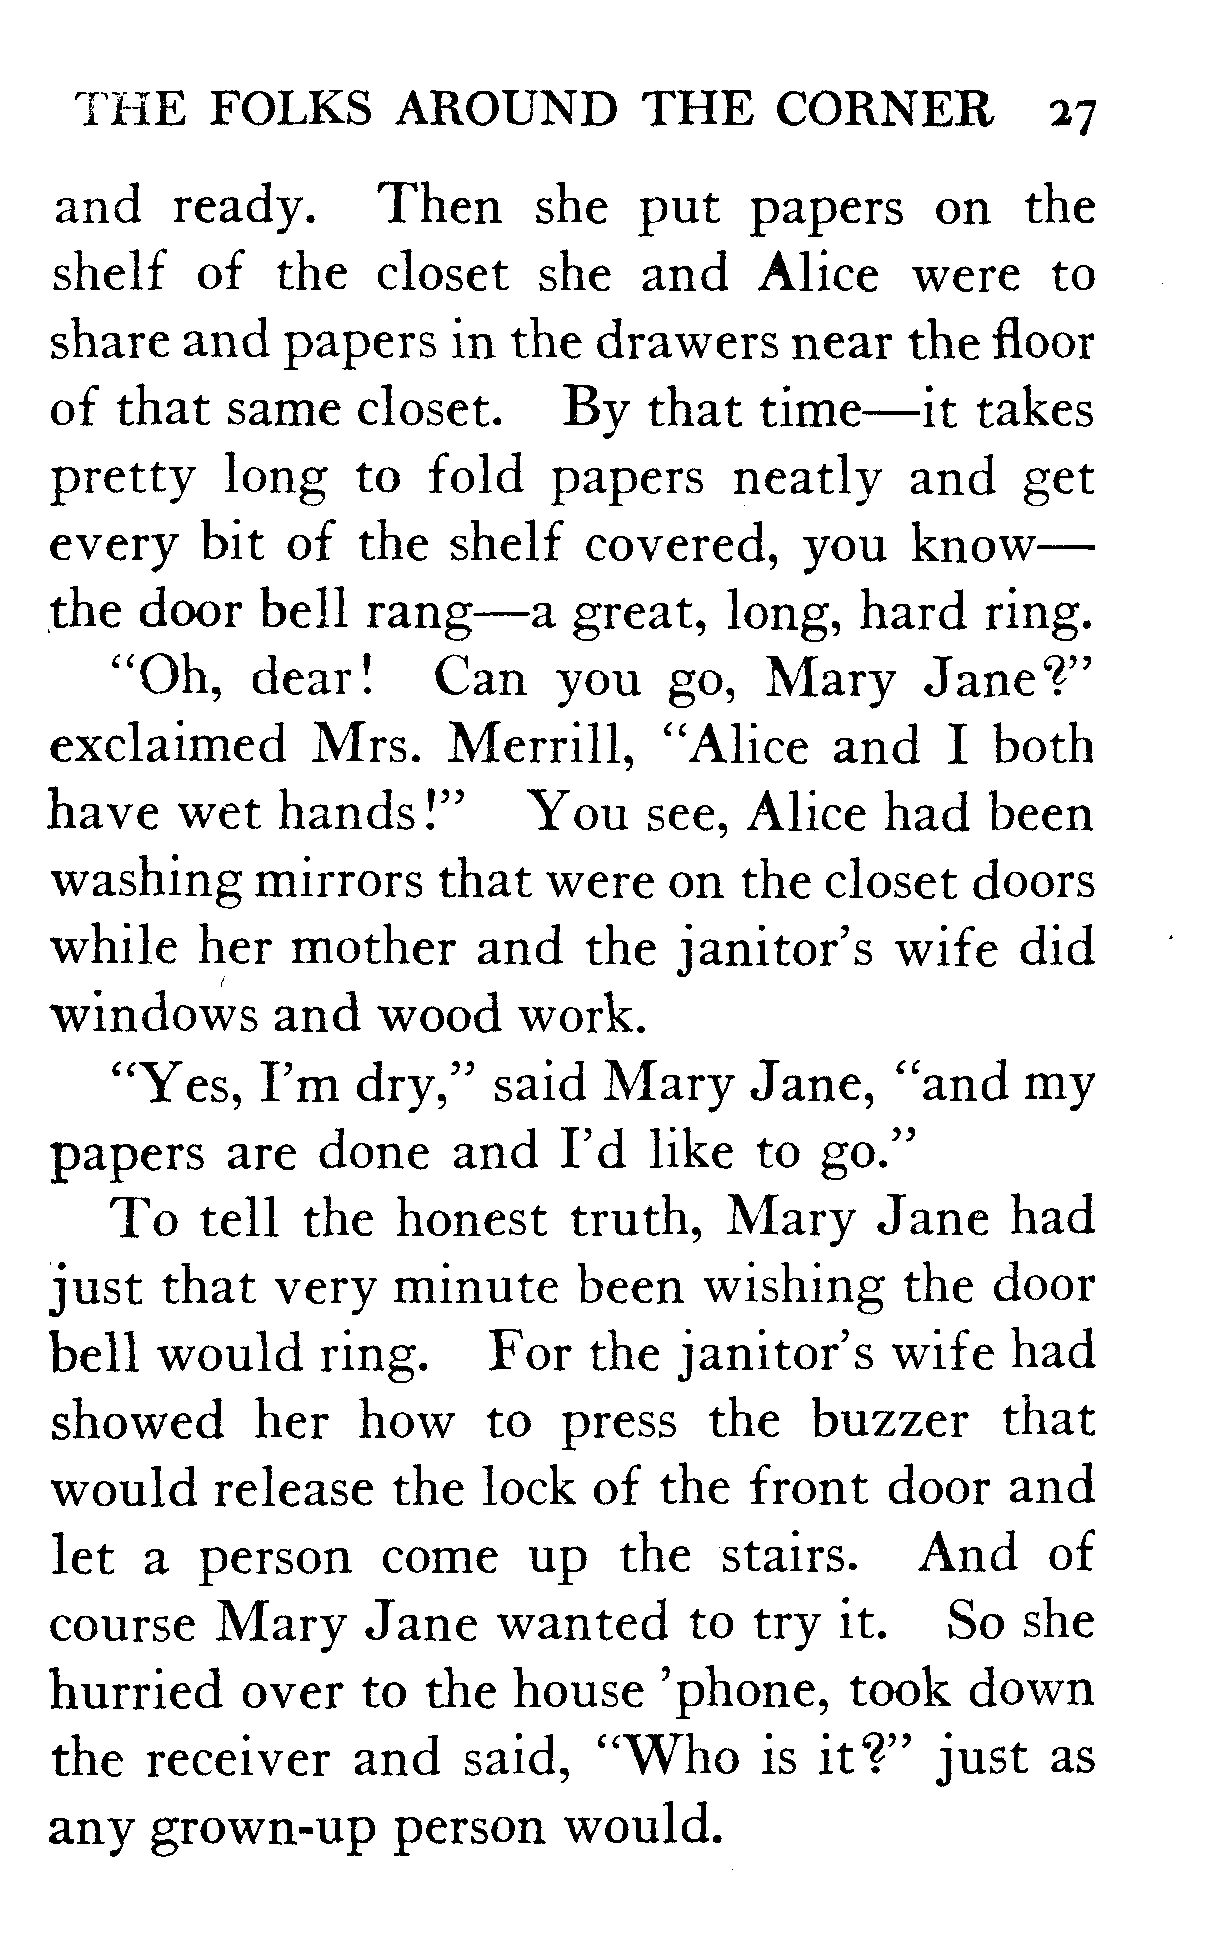 THE FOLKS AROUND THE CORNER 27
and ready. Then she put papers on the
shelf of the closet she and Alice were to
share and papers in the drawers near the floor
of that same closet. By that time—it takes
pretty long to fold papers neatly and get
every bit of the shelf covered, you know—
the door bell rang—a great, long, hard ring.
“Oh, dear! Can you go, Mary Jane?”
exclaimed Mrs. Merrill, “Alice and I both
have wet hands!” You see, Alice had been
washing mirrors that were on the closet doors
while her mother and the janitor’s wife did
windows and wood work.
“Yes, I’m dry,” said Mary Jane, “and my
papers are done and I’d like to go.”
To tell the honest truth, Mary Jane had
just that very minute been wishing the door
bell would ring. For the janitor’s wife had
showed her how to press the buzzer that
would release the lock of the front door and
let a person come up the stairs. And of
course Mary Jane wanted to try it. So she
hurried over to the house ’phone, took down
the receiver and said, “Who is it?” just as
any grown-up person would.